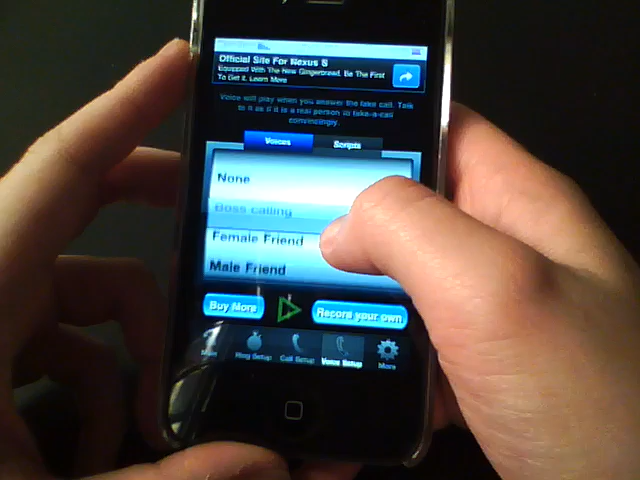 Official Site For Nexus S
Equipped With The New Gingerbread. Be The First
To Get it. Learn More
Voice will play when you answer the fake call. Talk
to it as if it is a real person to fake-a-call
convincingly.
Voices Scripts
None
Boss calling
Female Friend
Male Friend
Buy More Record your own
Main Ring Setup Call Setup Voice Setup More